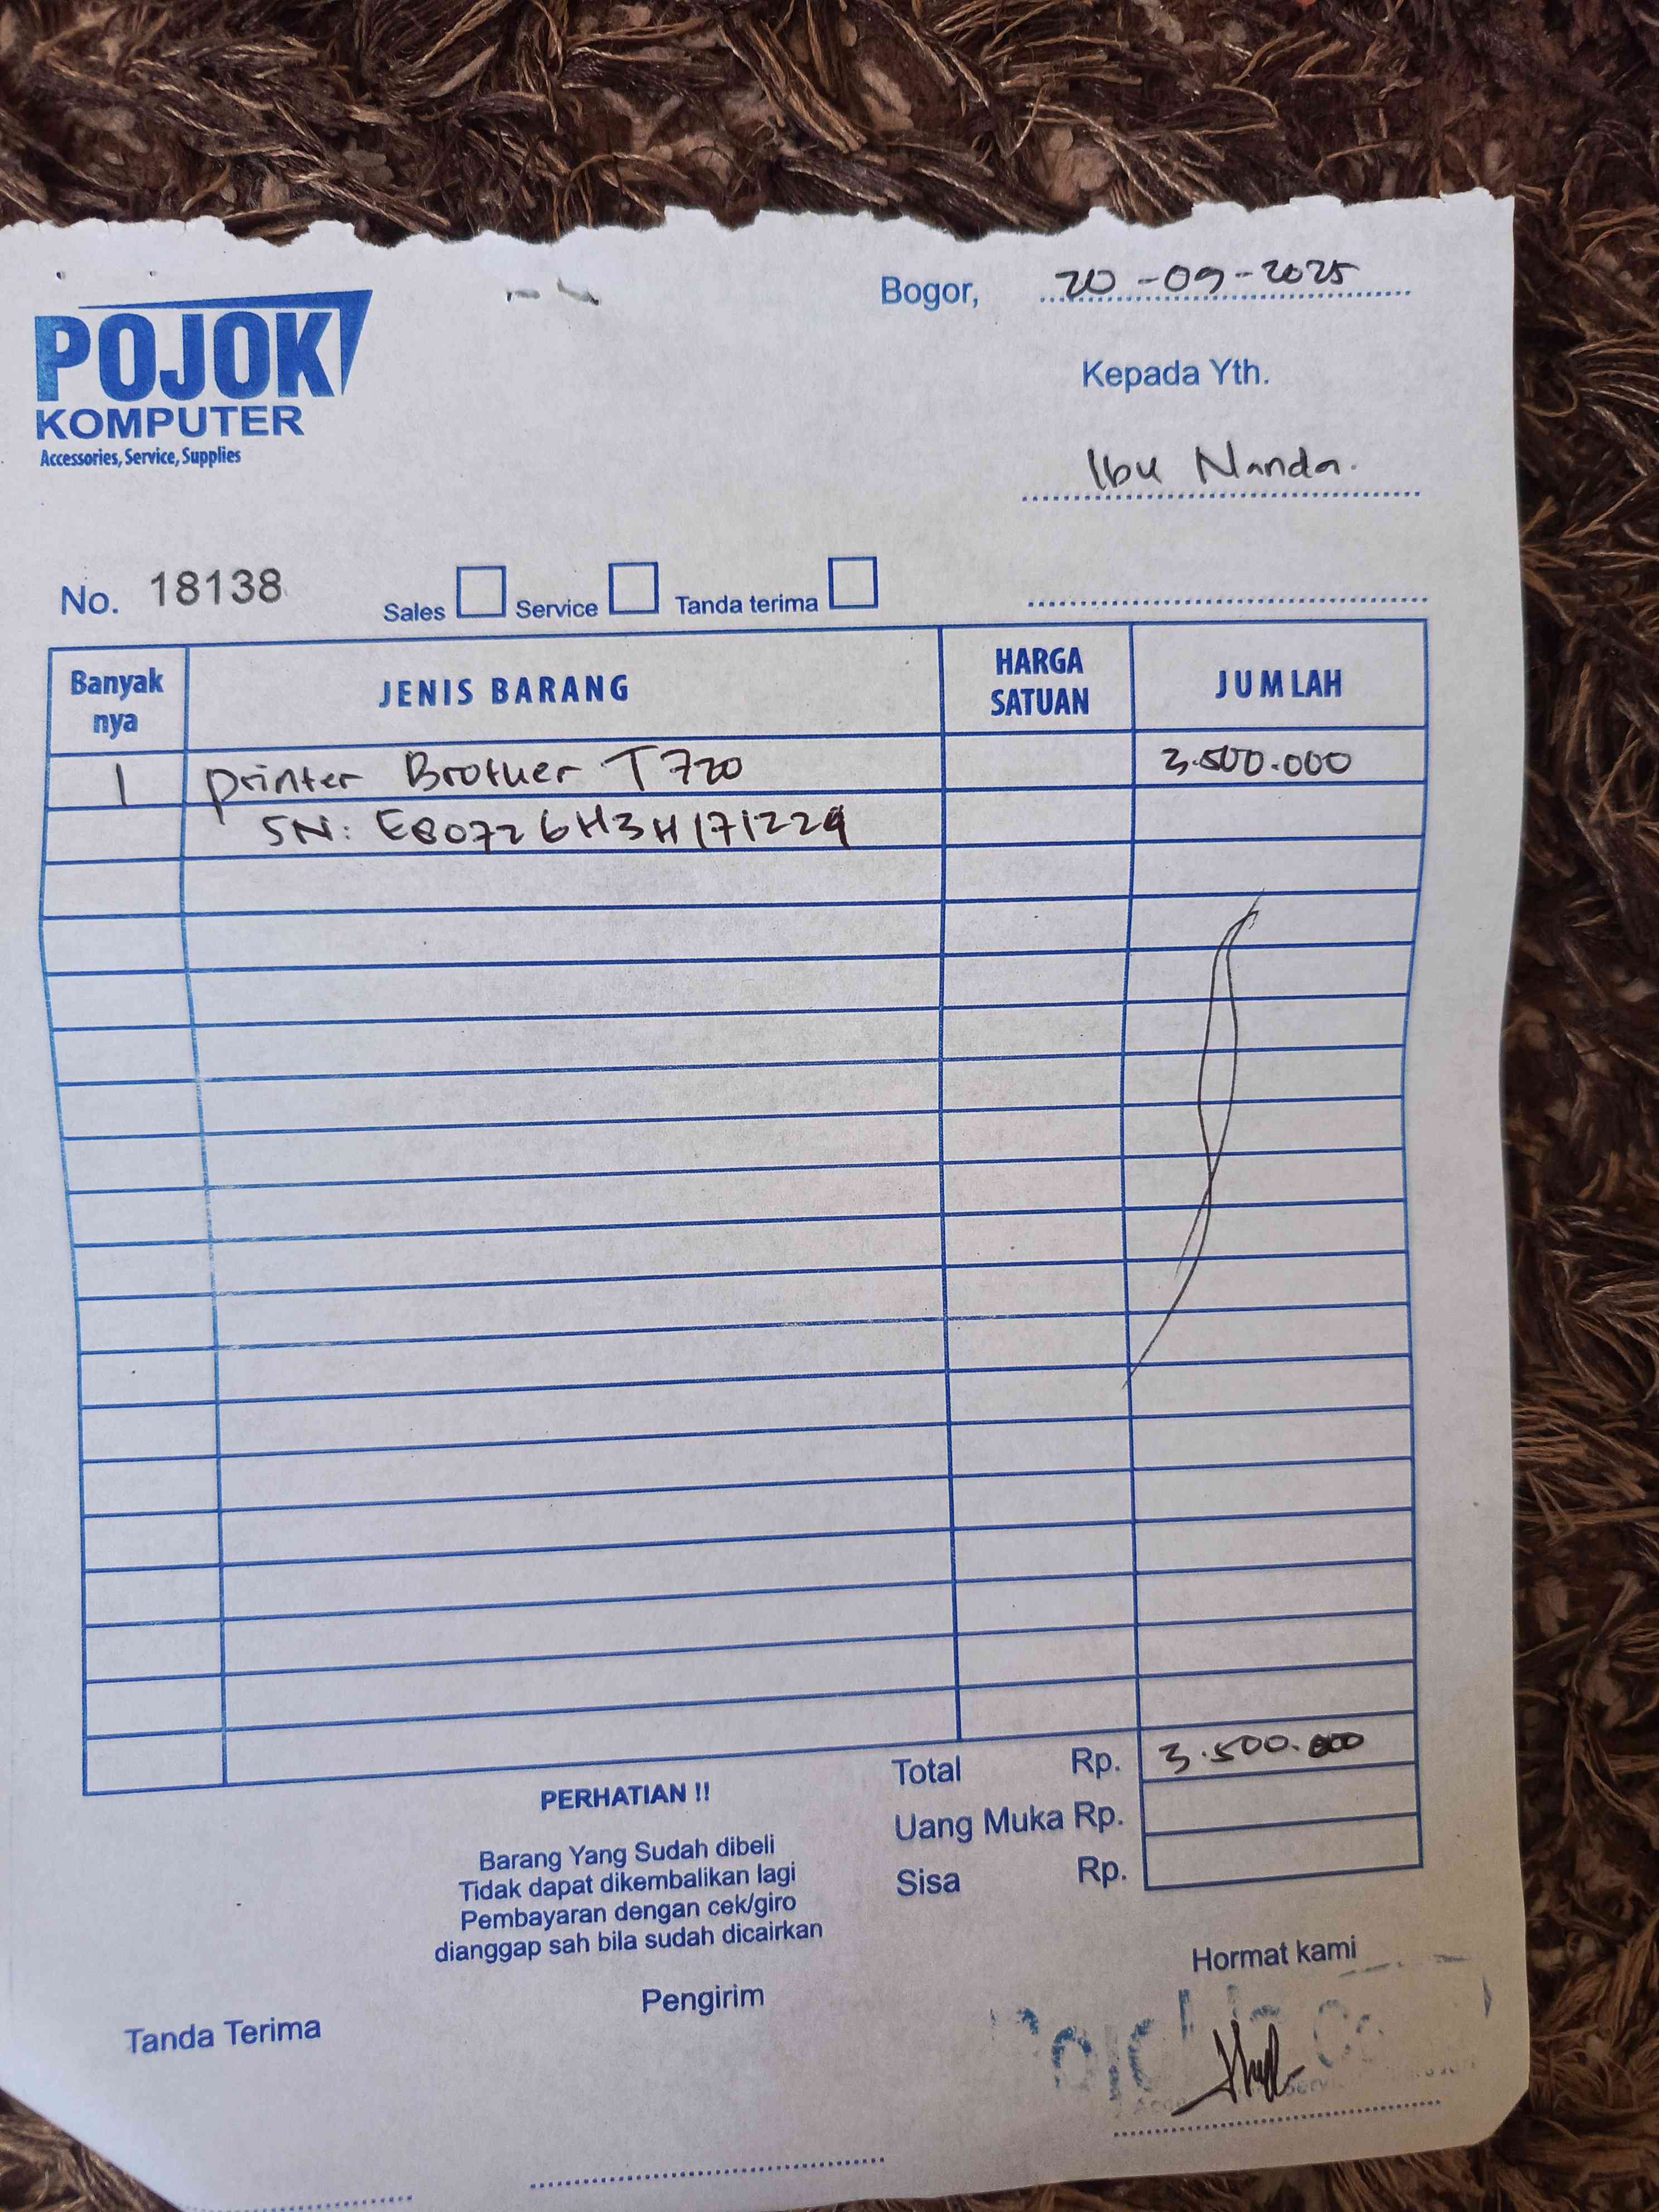 Bogor, 20-09-2025
POJOK
KOMPUTER
Accessories, Service, Supplies
Kepada Yth.
Ibu Nanda.
No. 18138 Sales Service Tanda terima
Banyak nya JENIS BARANG HARGA SATUAN JUMLAH
1 printer Brother T720 3.500.000
SN: E80726H3H171229
Total Rp. 3.500.000
Uang Muka Rp.
Sisa Rp.
PERHATIAN !!
Barang Yang Sudah dibeli
Tidak dapat dikembalikan lagi
Pembayaran dengan cek/giro
dianggap sah bila sudah dicairkan
Tanda Terima Pengirim Hormat kami